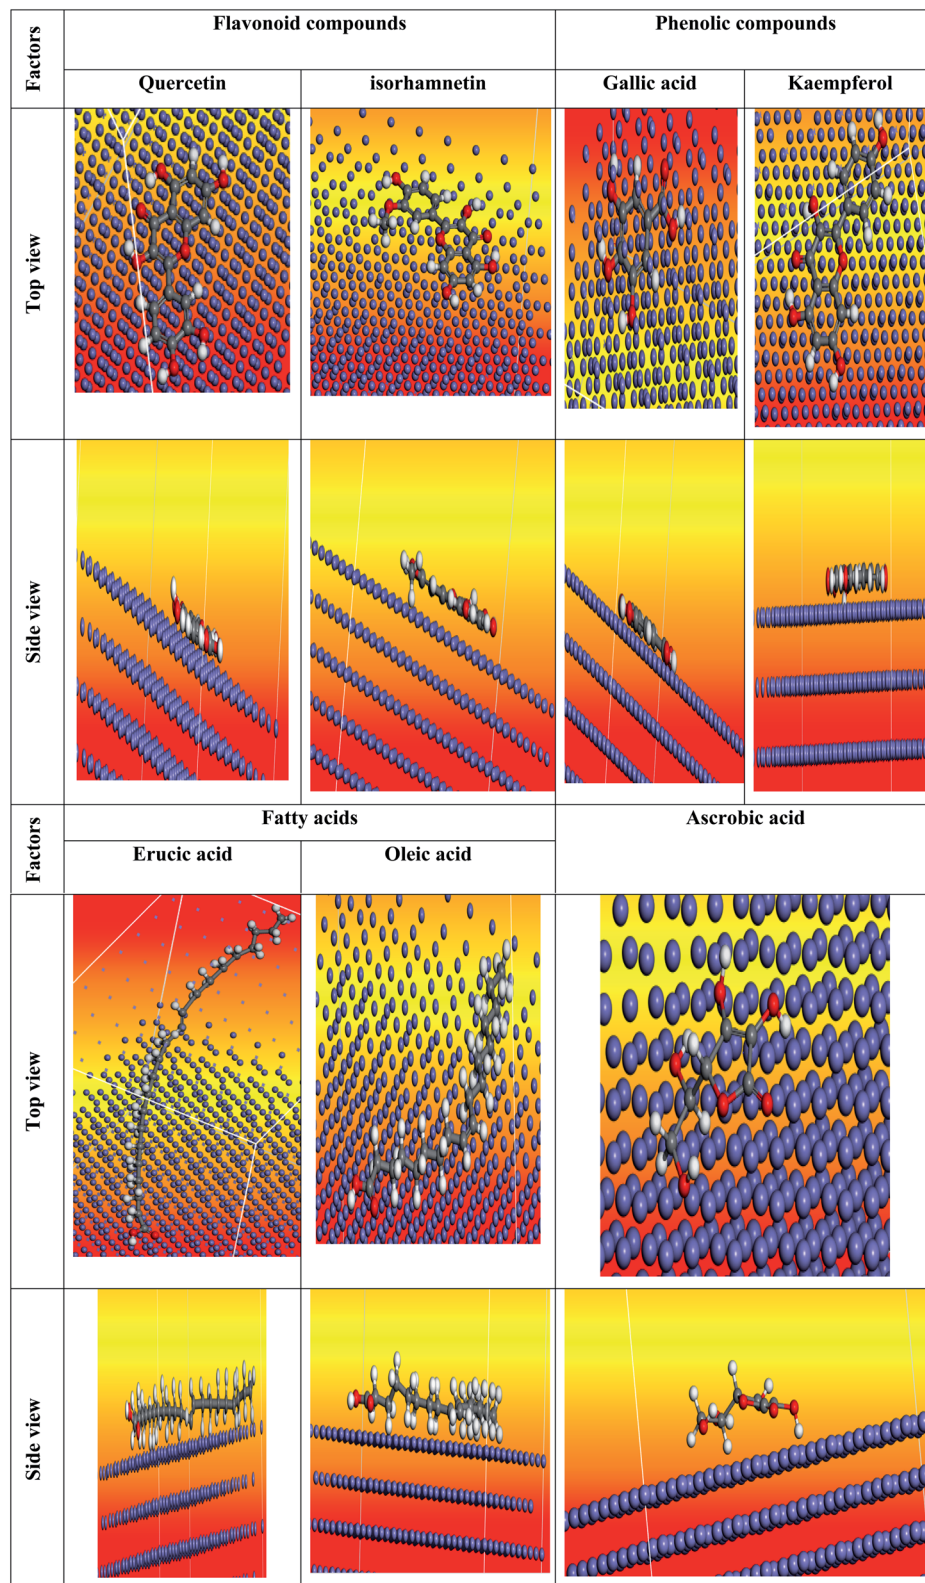 Factors
Flavonoid compounds
Phenolic compounds
Quercetin
isorhamnetin
Gallic acid
Kaempferol
Top view
Side view
Factors
Fatty acids
Ascrobic acid
Erucic acid
Oleic acid
Top view
Side view